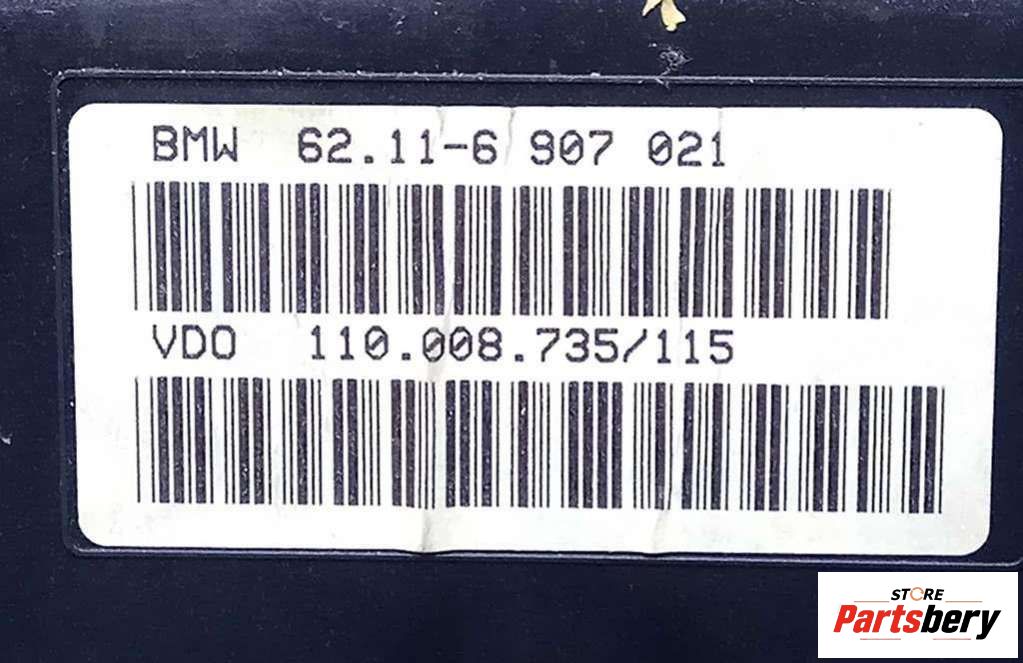 BMW 62.11-6 907 021
VDO 110.008.735/115
STORE
Partsbery